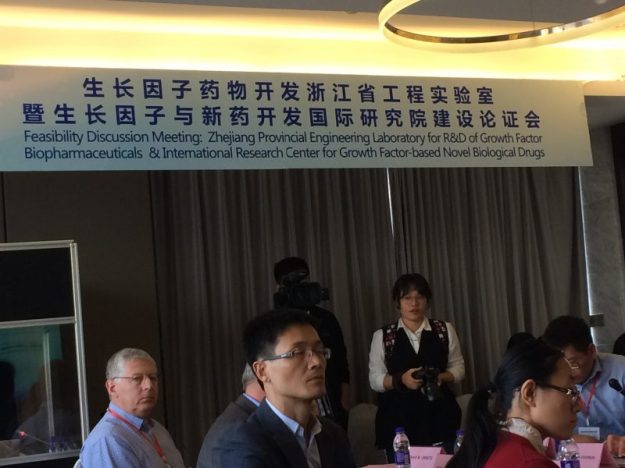 生长因子药物开发浙江省工程实验室
暨生长因子与新药开发国际研究院建设论证会
Feasibility Discussion Meeting: Zhejiang Provincial Engineering Laboratory for R&D of Growth Factor
Biopharmaceuticals & International Research Center for Growth Factor-based Novel Biological Drugs